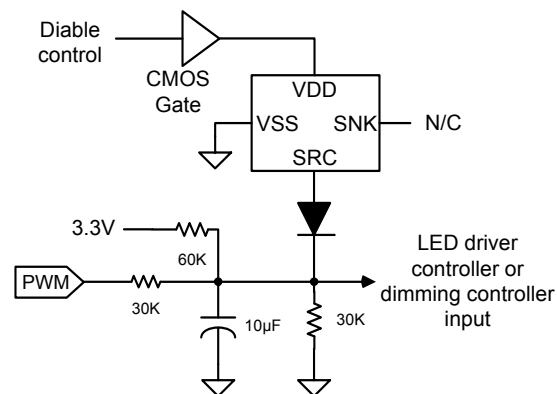 Diable
control
CMOS
Gate
VDD
VSS
SNK
N/C
SRC
3.3V
60K
LED driver
controller or
dimming controller
input
PWM
30K
10µF
30K